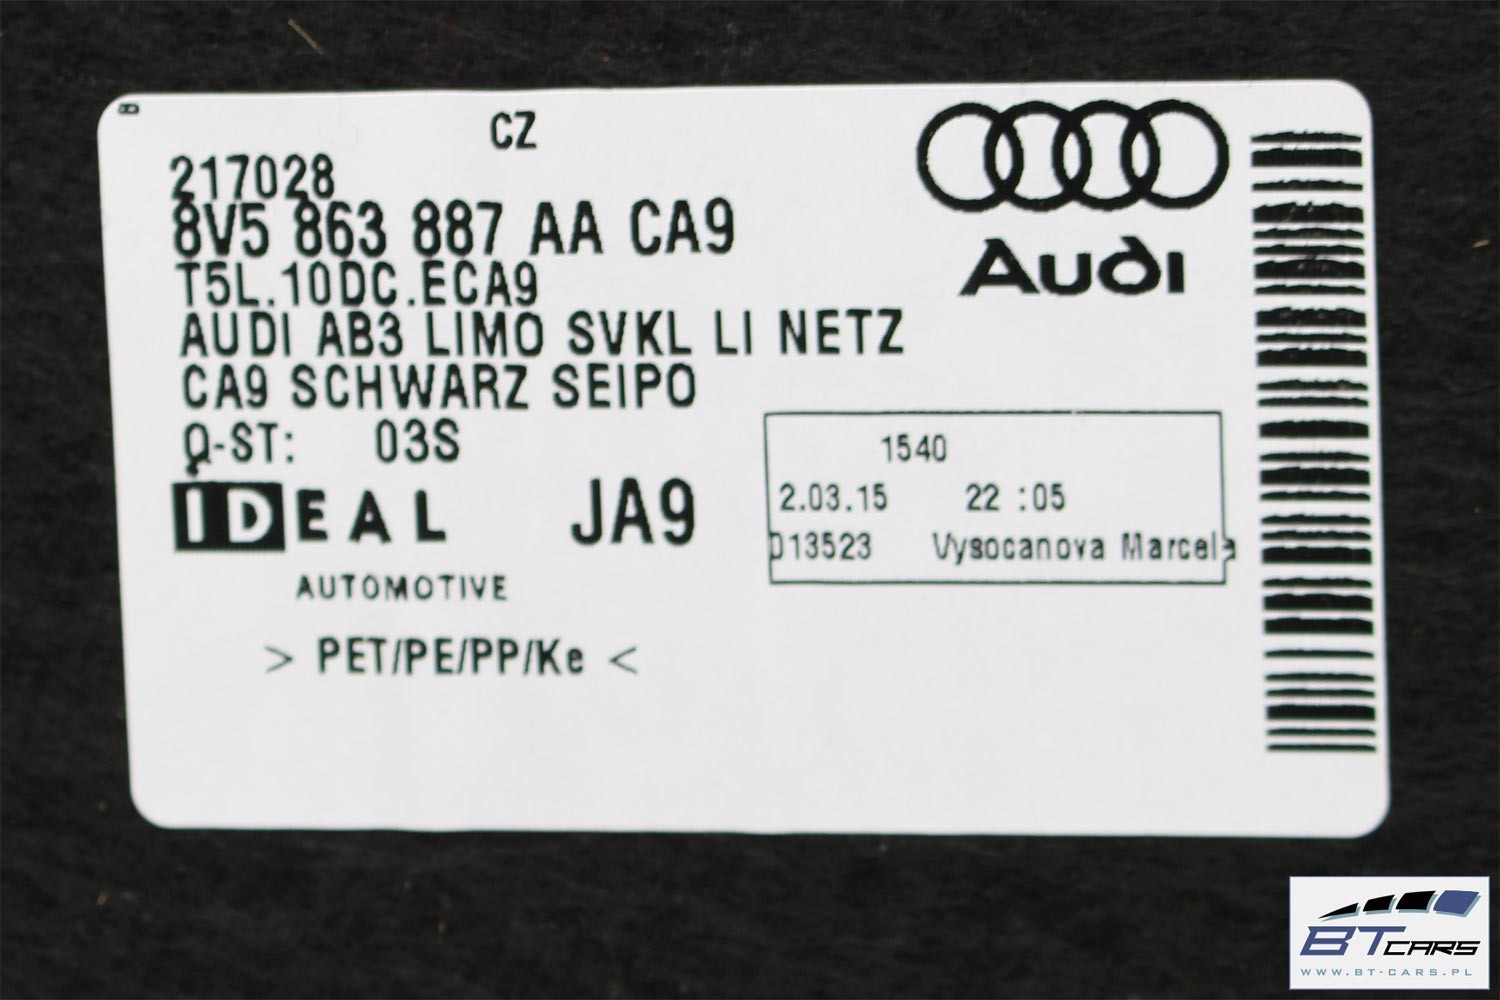 CZ
217028
8V5 863 887 AA CA9
T5L.10DC.ECA9
AUDI AB3 LIMO SVKL LI NETZ
CA9 SCHWARZ SEIPO
Q-ST: 03S
IDEAL JA9
AUTOMOTIVE
> PET/PE/PP/Ke <
Audi
1540
2.03.15 22 :05
013523 Vysocanova Marcela
BT CARS
WWW.BT-CARS.PL